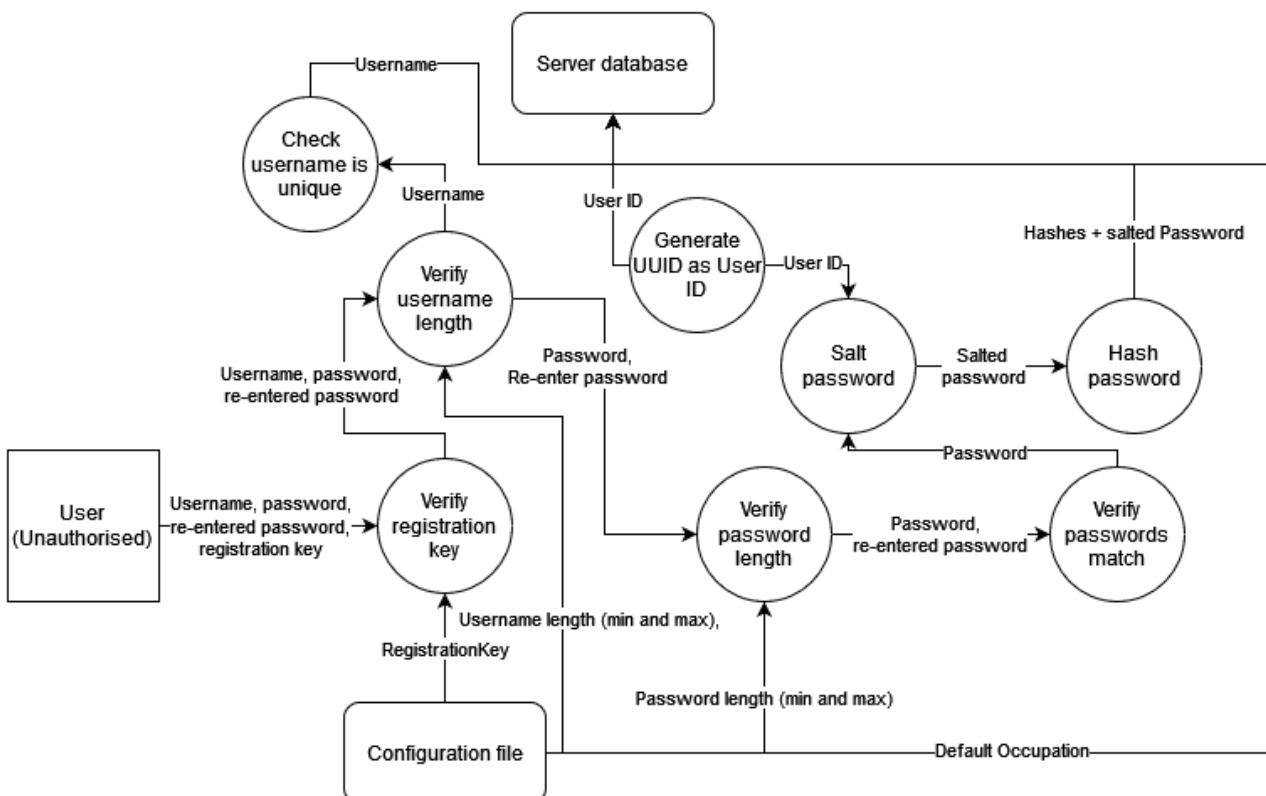 Username
Server database
Check
username is
unique
Username
User ID
Generate
UUID as User
ID
User ID
Hashes + salted Password
Verify
username
length
Password,
Re-enter password
Salt
password
Salted
password
Hash
password
Username, password,
re-entered password
Password
User
(Unauthorised)
Username, password,
re-entered password,
registration key
Verify
registration
key
Verify
password
length
Password,
re-entered password
Verify
passwords
match
Username length (min and max),
RegistrationKey
Password length (min and max)
Configuration file
Default Occupation